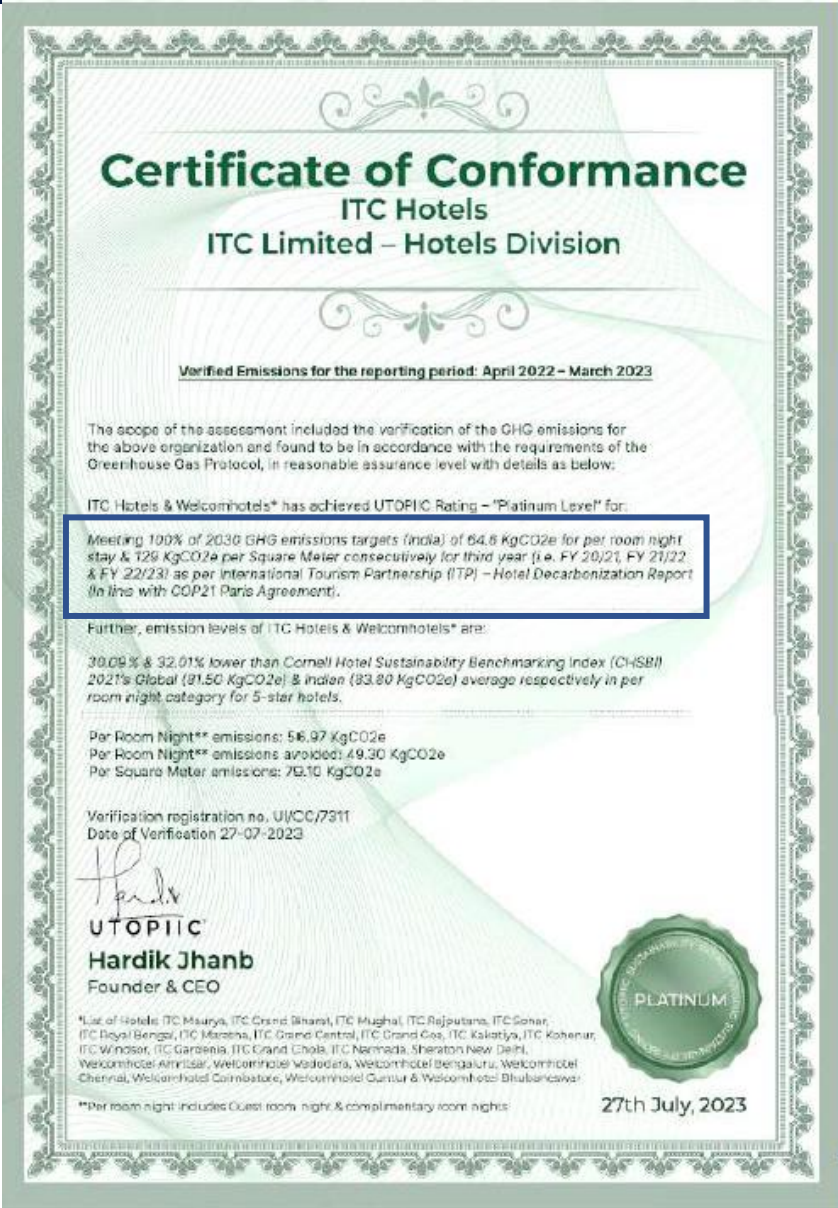 Certificate of Conformance
ITC Hotels
ITC Limited – Hotels Division
Verified Emissions for the reporting period: April 2022 – March 2023
The scope of the assessment included the verification of the GHG emissions for
the above organization and found to be in accordance with the requirements of the
Greenhouse Gas Protocol, in reasonable assurance level with details as below:
ITC Hotels & Welcomhotels* has achieved UTOPIIC Rating – "Platinum Level" for:
Meeting 100% of 2030 GHG emissions targets (India) of 64.6 KgCO2e for per room night
stay & 129 KgCO2e per Square Meter consecutively for third year (i.e. FY 20/21, FY 21/22
& FY 22/23) as per International Tourism Partnership (ITP) – Hotel Decarbonization Report
(In line with COP21 Paris Agreement).
Further, emission levels of ITC Hotels & Welcomhotels* are:
30.09 % & 32.01% lower than Cornell Hotel Sustainability Benchmarking Index (CHSBI)
2021's Global (81.50 KgCO2e) & Indian (83.80 KgCO2e) average respectively in per
room night category for 5-star hotels.
Per Room Night** emissions: 56.97 KgCO2e
Per Room Night** emissions avoided: 49.30 KgCO2e
Per Square Meter emissions: 79.10 KgCO2e
Verification registration no. UI/CC/7311
Date of Verification 27-07-2023
UTOPIIC
Hardik Jhanb
Founder & CEO
*List of Hotels: ITC Maurya, ITC Grand Bharat, ITC Mughal, ITC Rajputana, ITC Sonar,
ITC Royal Bengal, ITC Maratha, ITC Grand Central, ITC Grand Goa, ITC Kakatiya, ITC Kohenur,
ITC Windsor, ITC Gardenia, ITC Grand Chola, ITC Narmada, Sheraton New Delhi,
Welcomhotel Amritsar, Welcomhotel Vadodara, Welcomhotel Bengaluru, Welcomhotel
Chennai, Welcomhotel Coimbatore, Welcomhotel Guntur & Welcomhotel Bhubaneswar
**Per room night includes Guest room night & complimentary room nights
PLATINUM
27th July, 2023